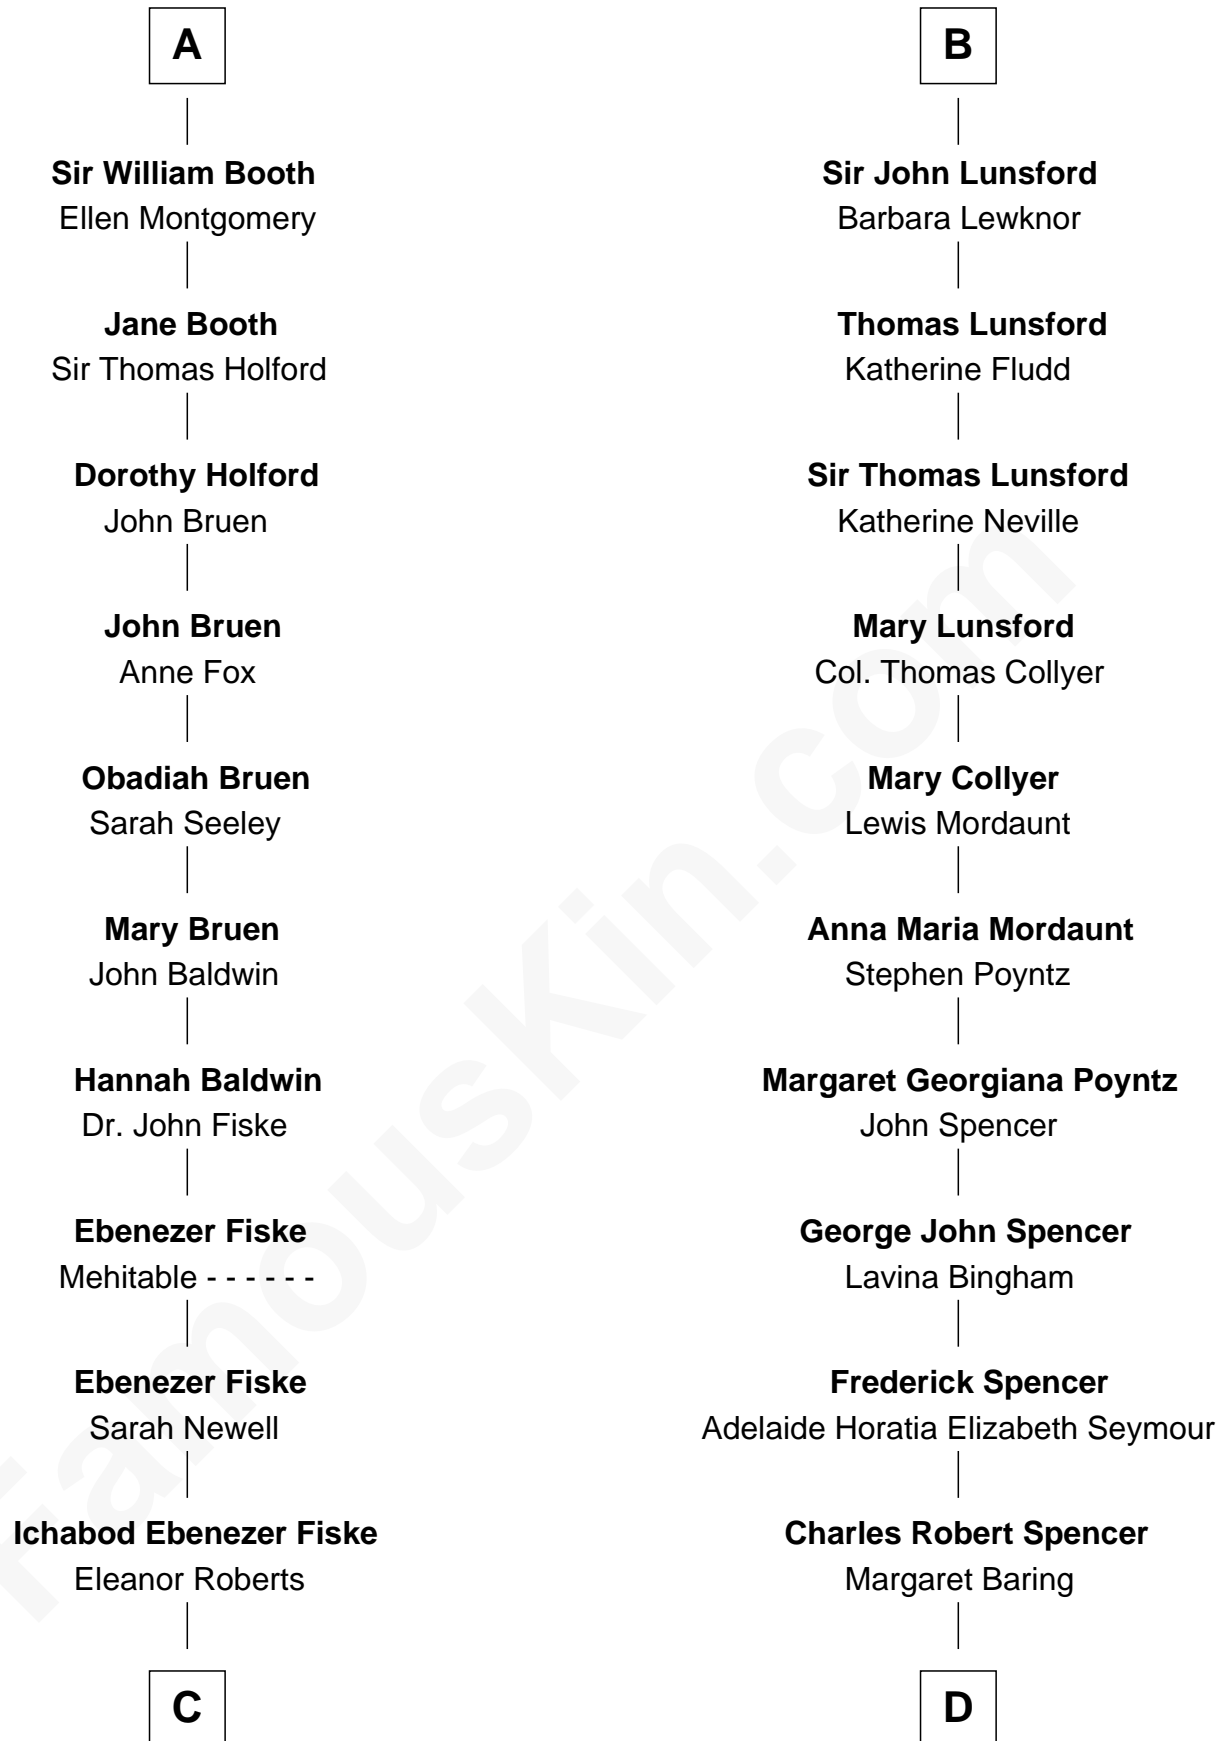 A
Sir William Booth
Ellen Montgomery
Jane Booth
Sir Thomas Holford
Dorothy Holford
John Bruen
John Bruen
Anne Fox
Obadiah Bruen
Sarah Seeley
Mary Bruen
John Baldwin
Hannah Baldwin
Dr. John Fiske
Ebenezer Fiske
Mehitable - - - - - -
Ebenezer Fiske
Sarah Newell
Ichabod Ebenezer Fiske
Eleanor Roberts
C
B
Sir John Lunsford
Barbara Lewknor
Thomas Lunsford
Katherine Fludd
Sir Thomas Lunsford
Katherine Neville
Mary Lunsford
Col. Thomas Collyer
Mary Collyer
Lewis Mordaunt
Anna Maria Mordaunt
Stephen Poyntz
Margaret Georgiana Poyntz
John Spencer
George John Spencer
Lavina Bingham
Frederick Spencer
Adelaide Horatia Elizabeth Seymour
Charles Robert Spencer
Margaret Baring
D
FamousKin.com